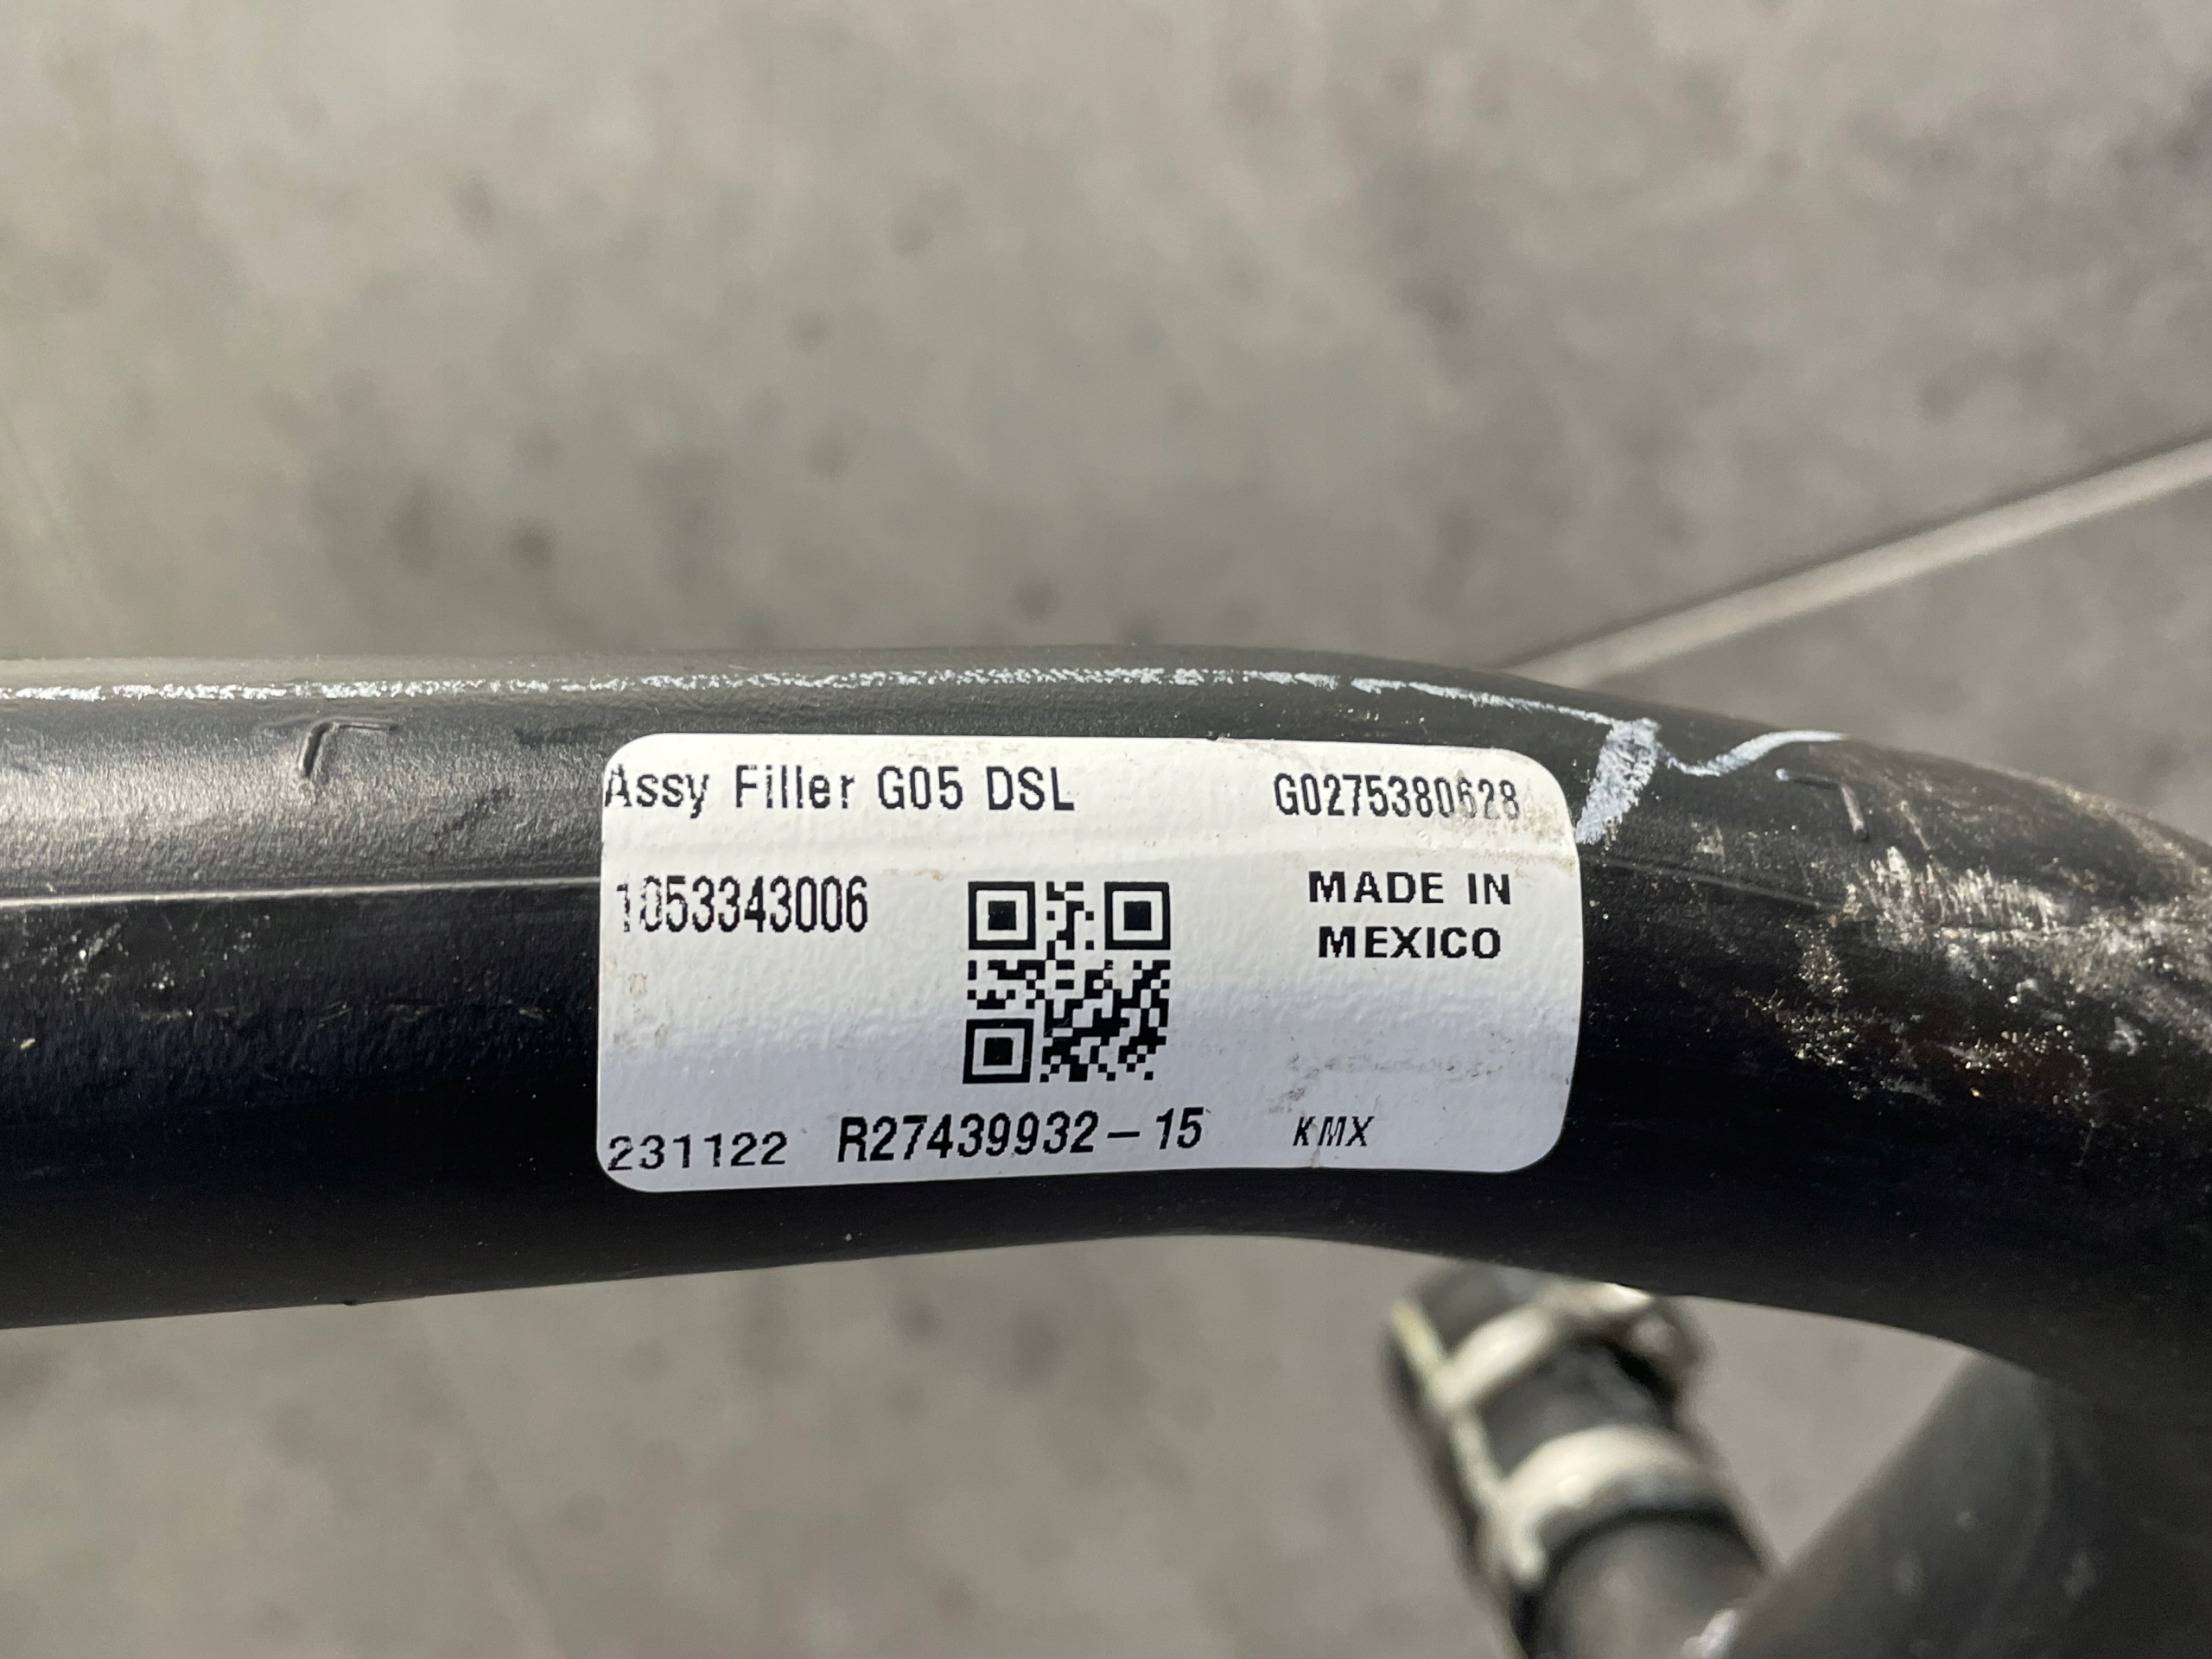 Assy Filler G05 DSL G0275380628
1053343006 MADE IN
MEXICO
231122 R27439932-15 KMX